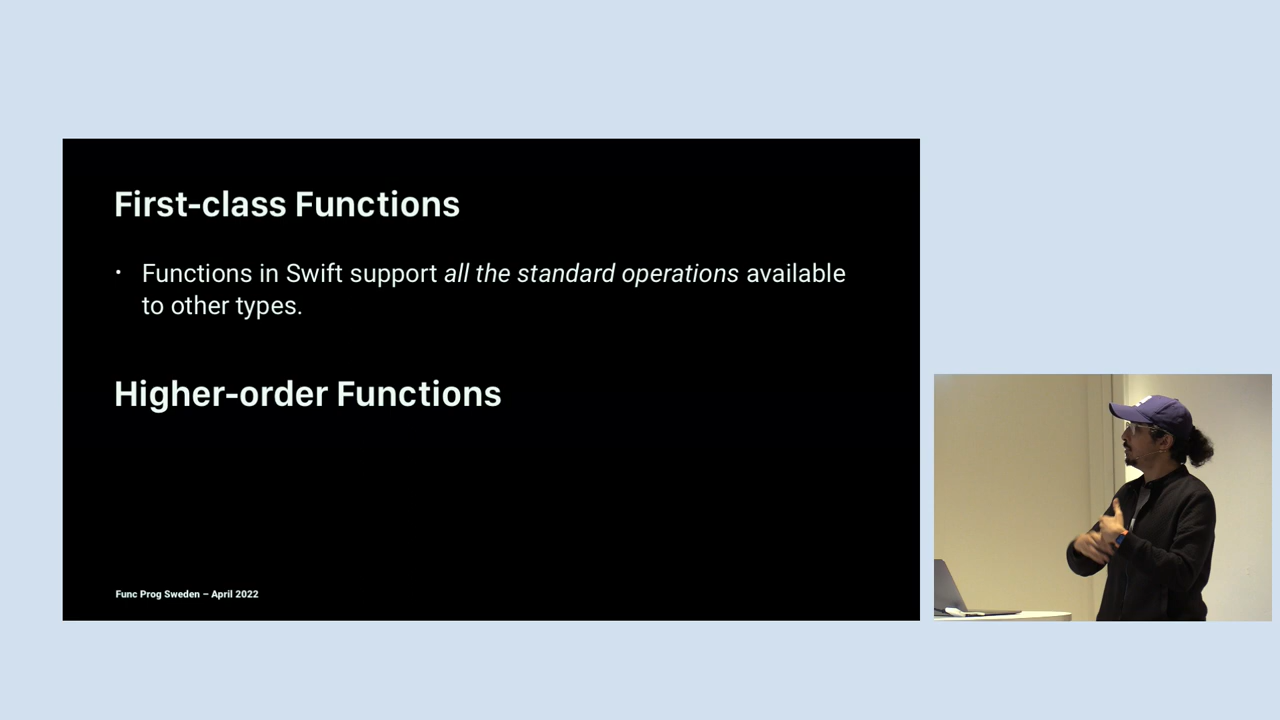 First-class Functions
• Functions in Swift support all the standard operations available
to other types.
Higher-order Functions
Func Prog Sweden – April 2022